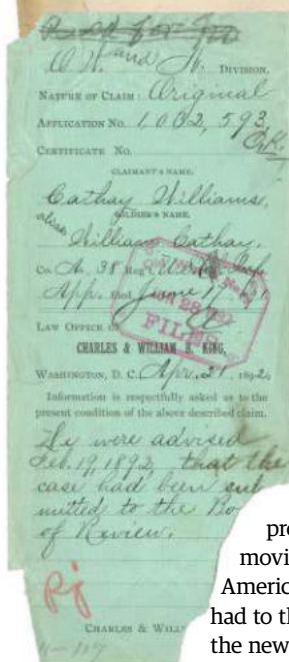 O. W. and N. DIVISION.
NATURE OF CLAIM: Original
APPLICATION NO. 1,032,593
CERTIFICATE NO.
CLAIMANT'S NAME.
Cathay Williams,
alias SOLDIER'S NAME.
William Cathay.
Co. A, 38 Reg't U.S.
App. filed June
FILED
LAW OFFICE OF
CHARLES & WILLIAM B. KING,
WASHINGTON, D. C., Apr. 21, 1892
Information is respectfully asked as to the
present condition of the above described claim.
We were advised
Feb. 19, 1892, that the
case had been sub
mitted to the Bo
of Review.
CHARLES & WILL
pr
movi
Americ
had to th
the new